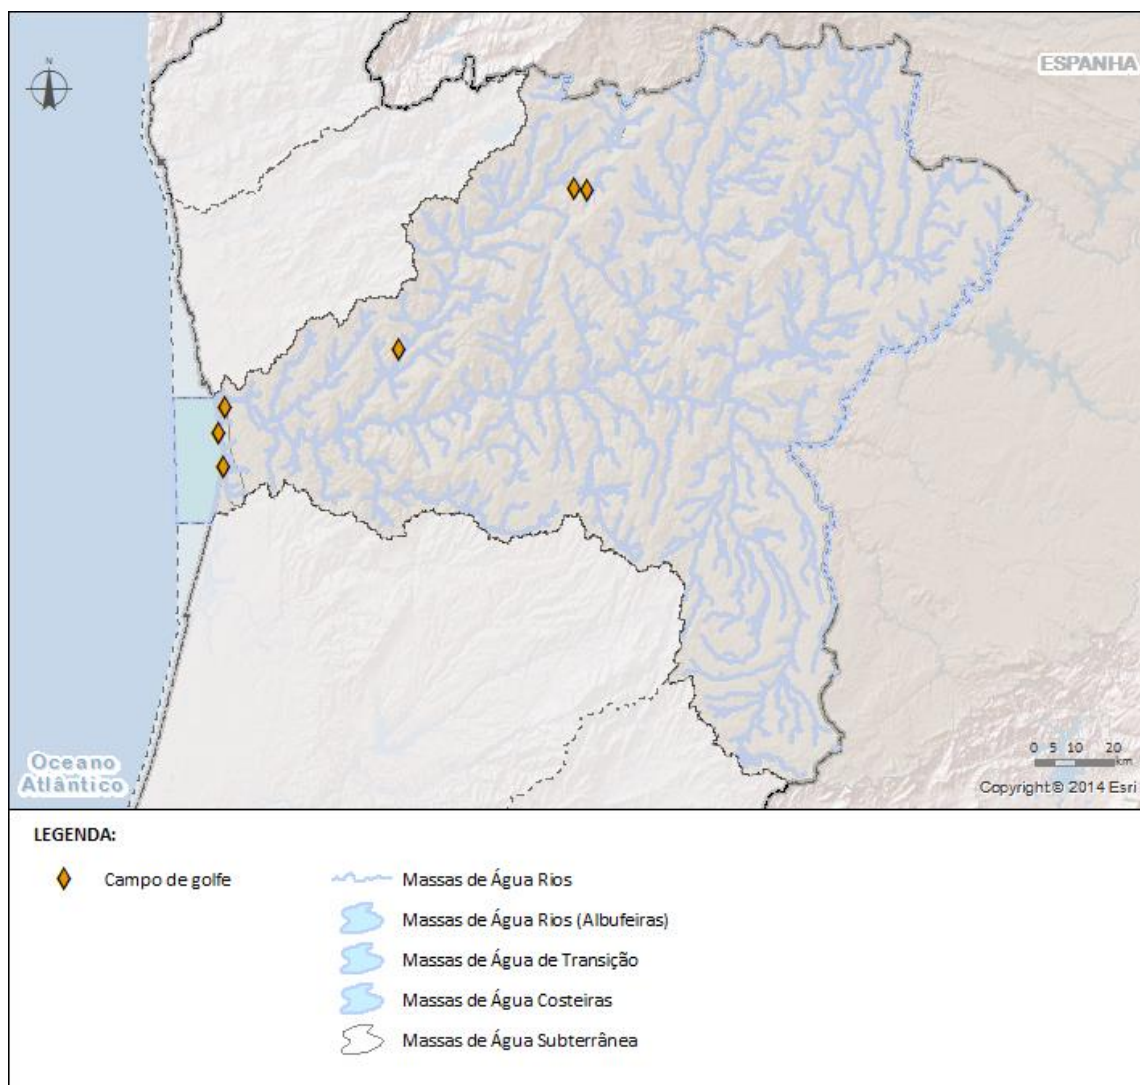 N
ESPANHA
Oceano
Atlântico
0 5 10 20
km
Copyright© 2014 Esri
LEGENDA:
Campo de golfe
Massas de Água Rios
Massas de Água Rios (Albufeiras)
Massas de Água de Transição
Massas de Água Costeiras
Massas de Água Subterrânea